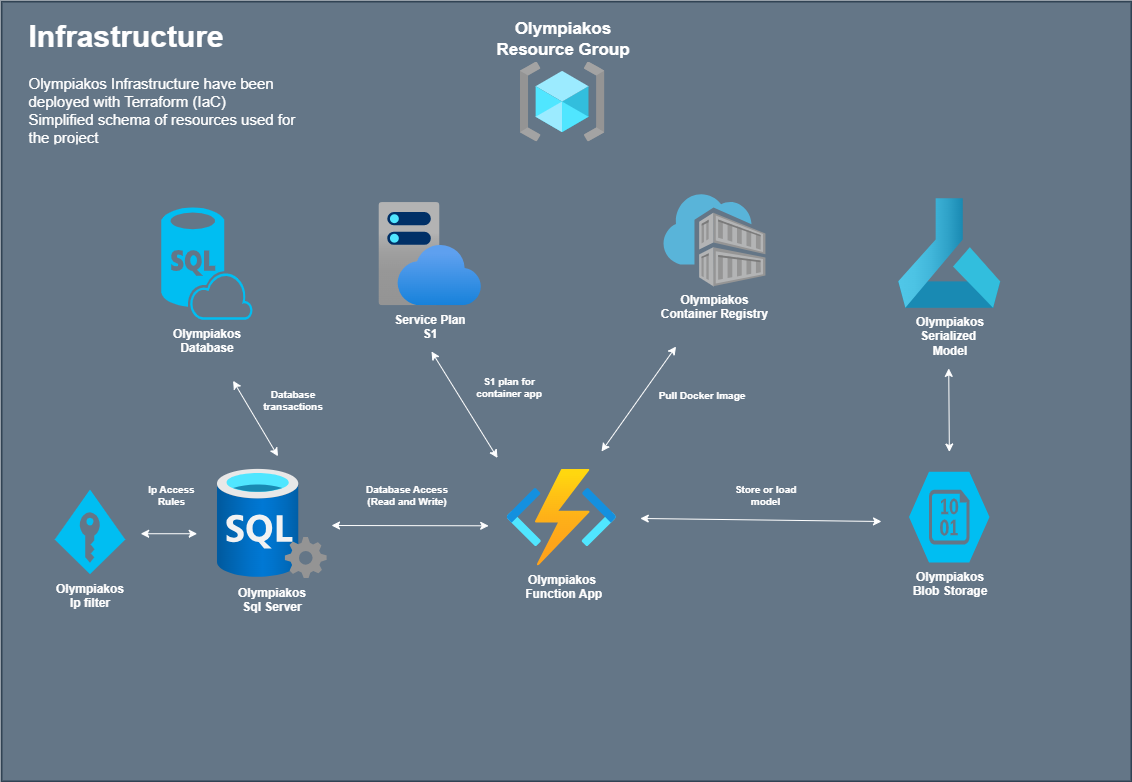 Infrastructure
Olympiakos Infrastructure have been
deployed with Terraform (IaC)
Simplified schema of resources used for
the project
Olympiakos
Resource Group
SQL
Olympiakos
Database
Service Plan
S1
Olympiakos
Container Registry
Olympiakos
Serialized
Model
Database
transactions
S1 plan for
container app
Pull Docker Image
Ip Access
Rules
Database Access
(Read and Write)
Store or load
model
Olympiakos
Ip filter
SQL
Olympiakos
Sql Server
Olympiakos
Function App
10
01
Olympiakos
Blob Storage